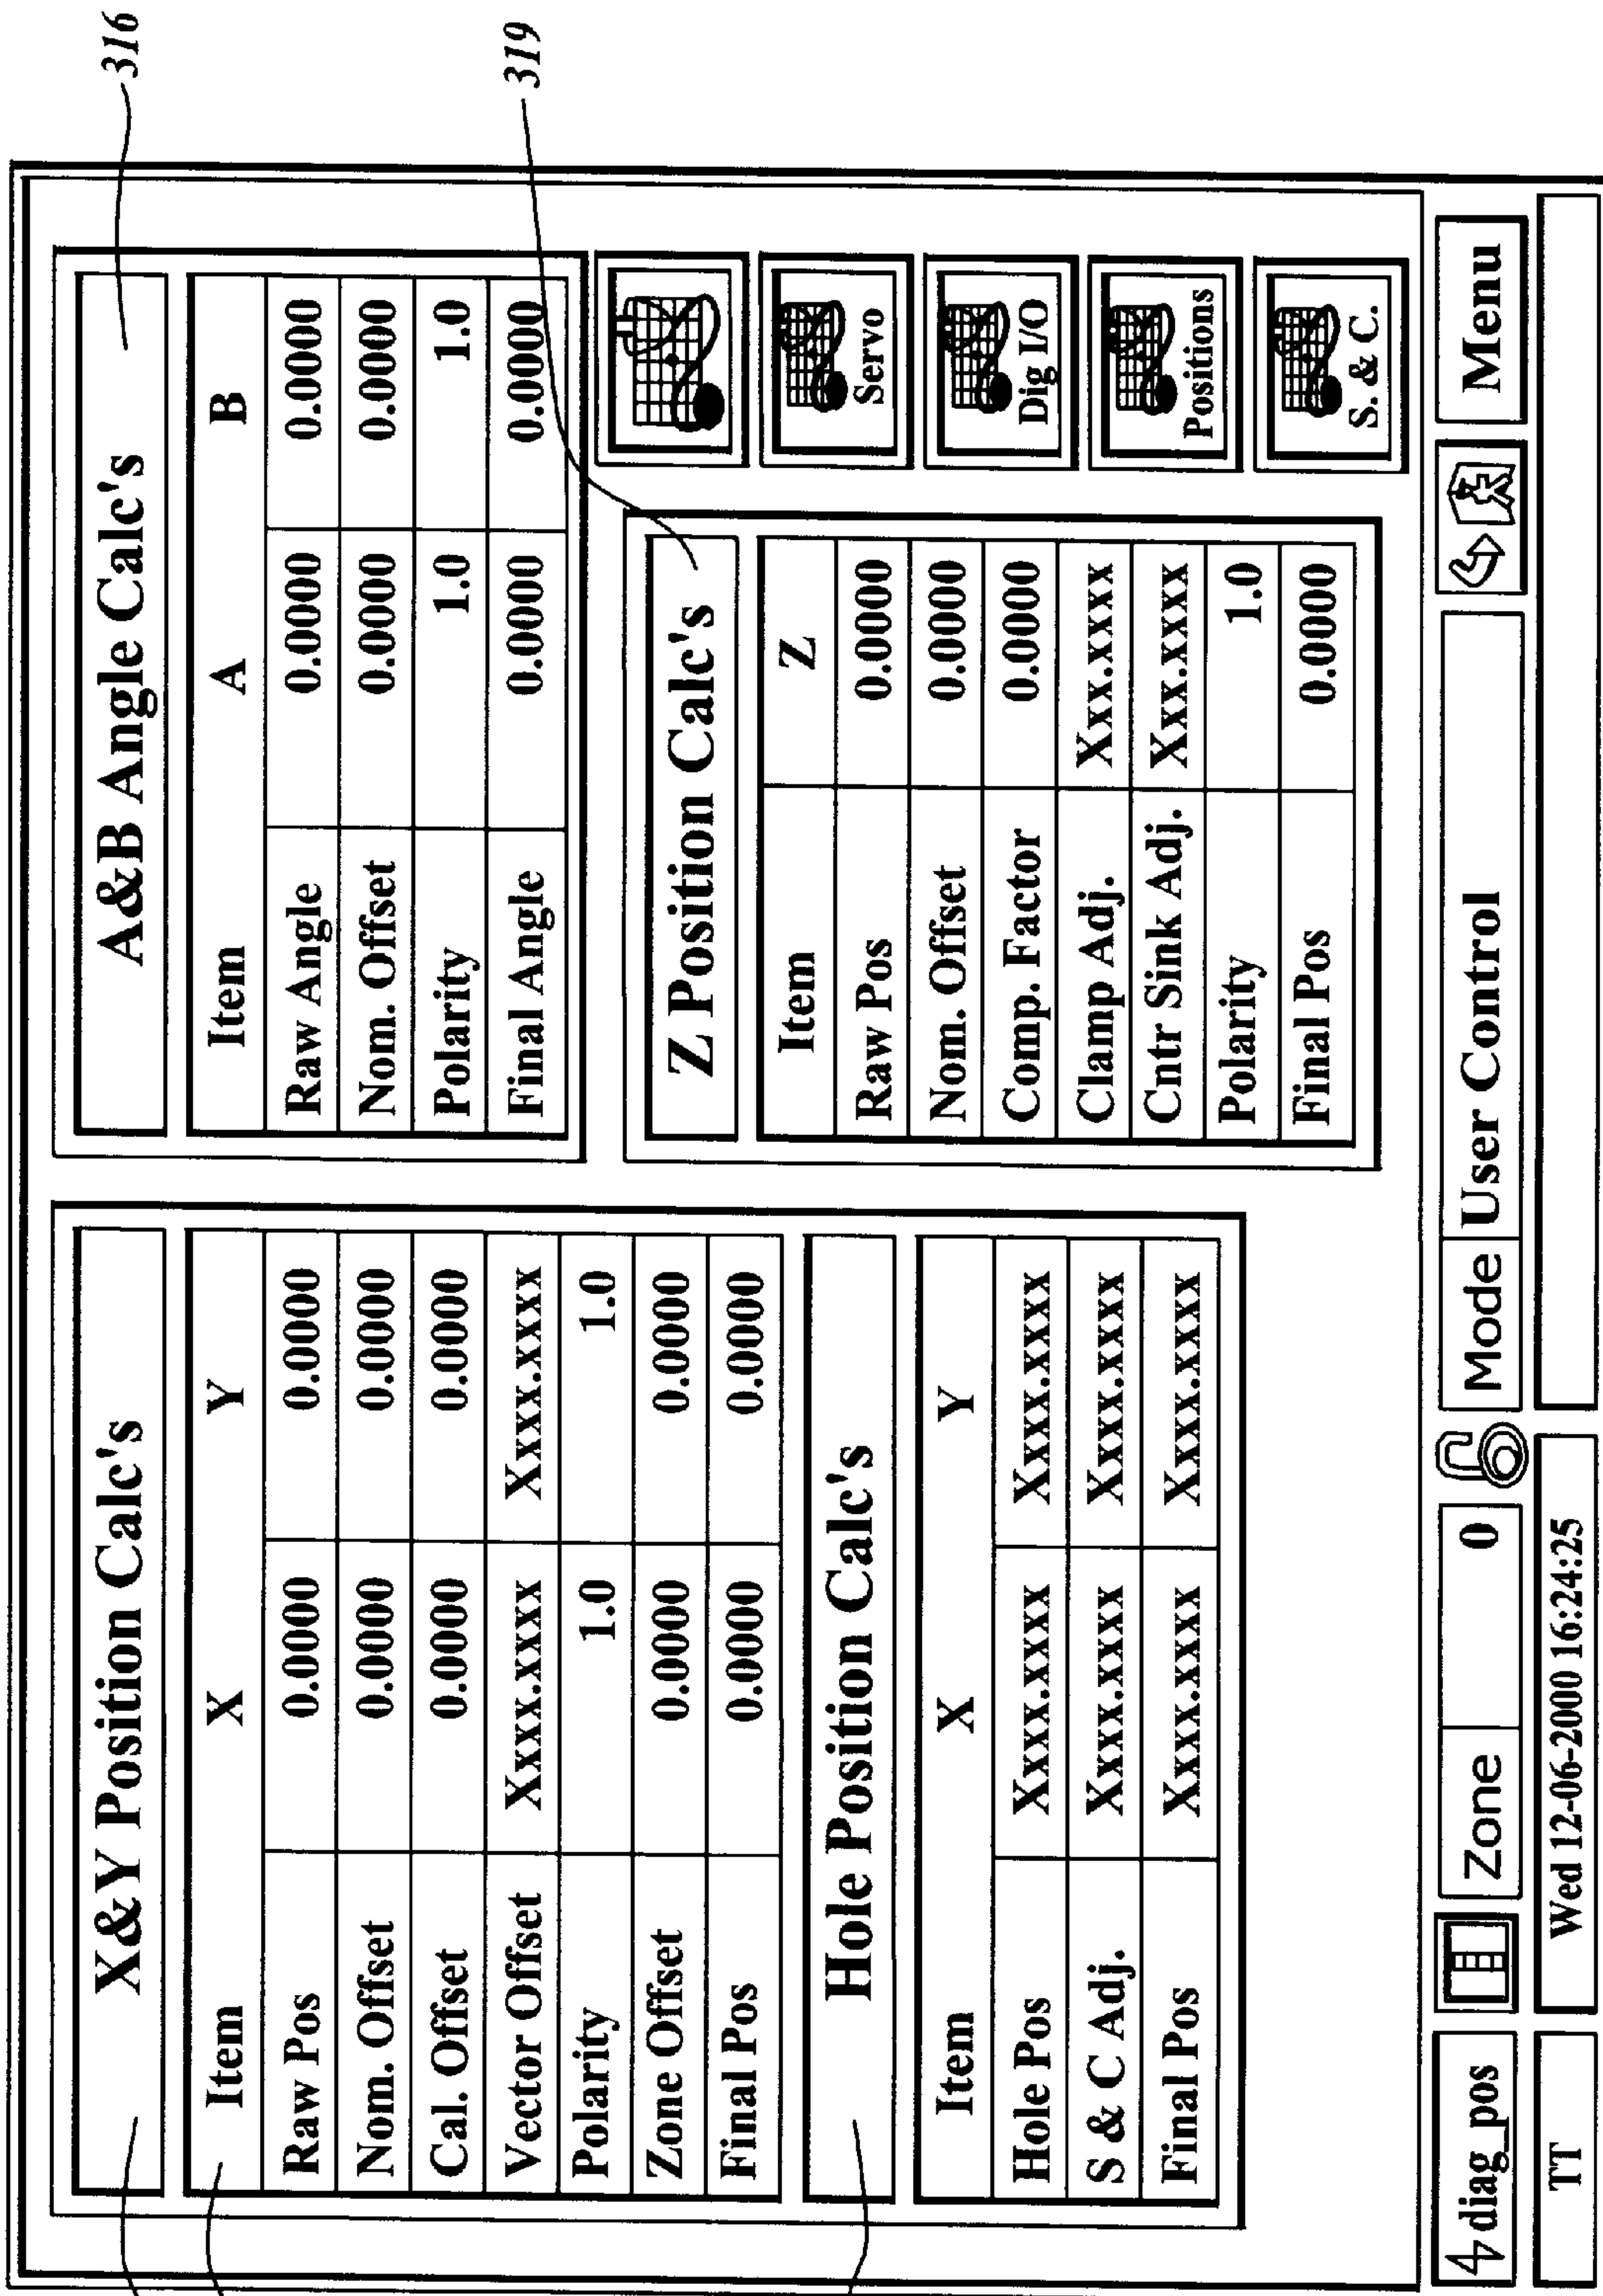 316
319
X&Y Position Calc's
Item X Y
Raw Pos 0.0000 0.0000
Nom. Offset 0.0000 0.0000
Cal. Offset 0.0000 0.0000
Vector Offset Xxxx.xxxx Xxxx.xxxx
Polarity 1.0 1.0
Zone Offset 0.0000 0.0000
Final Pos 0.0000 0.0000
Hole Position Calc's
Item X Y
Hole Pos Xxxx.xxxx Xxxx.xxxx
S & C Adj. Xxxx.xxxx Xxxx.xxxx
Final Pos Xxxx.xxxx Xxxx.xxxx
A&B Angle Calc's
Item A B
Raw Angle 0.0000 0.0000
Nom. Offset 0.0000 0.0000
Polarity 1.0 1.0
Final Angle 0.0000 0.0000
Z Position Calc's
Item Z
Raw Pos 0.0000
Nom. Offset 0.0000
Comp. Factor 0.0000
Clamp Adj. Xxx.xxxx
Cntr Sink Adj. Xxx.xxxx
Polarity 1.0
Final Pos 0.0000
Servo
Dig I/O
Positions
S. & C.
diag_pos Zone 0 Mode User Control Menu
TT Wed 12-06-2000 16:24:25